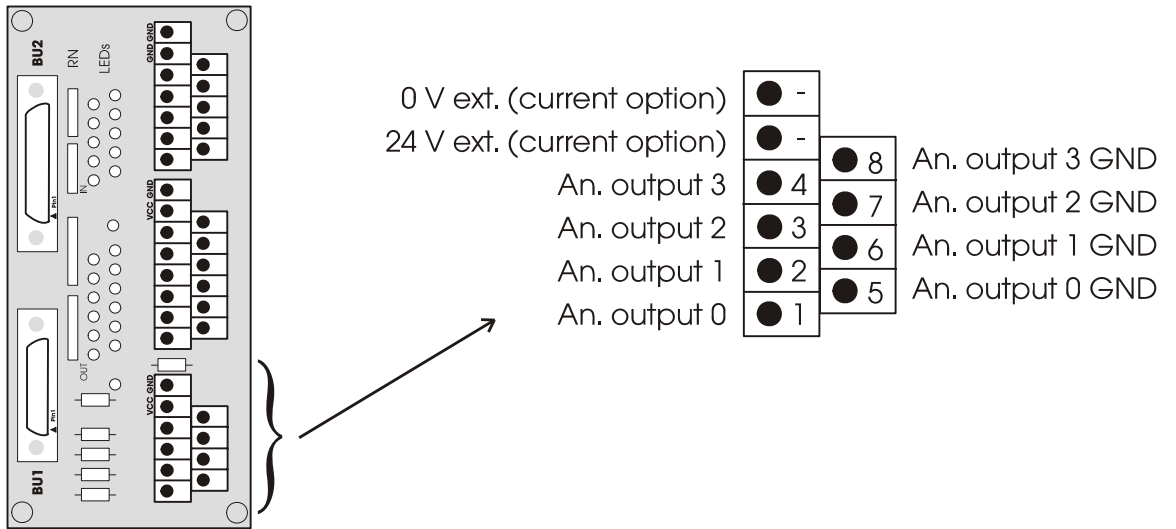 BU2
RN
LEDs
GND GND
Pin1
IN
VCC GND
OUT
VCC GND
Pin1
BU1
0 V ext. (current option) -
24 V ext. (current option) -
8 An. output 3 GND
An. output 3 4
7 An. output 2 GND
An. output 2 3
6 An. output 1 GND
An. output 1 2
5 An. output 0 GND
An. output 0 1